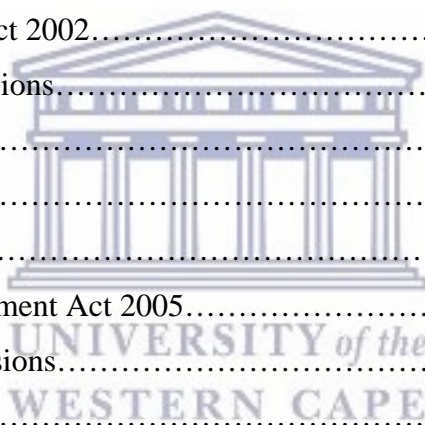 ct 2002……………………………
ions……………………………
……………………………
……………………………
……………………………
ment Act 2005……………………
UNIVERSITY of the
sions……………………………
WESTERN CAPE
……………………………